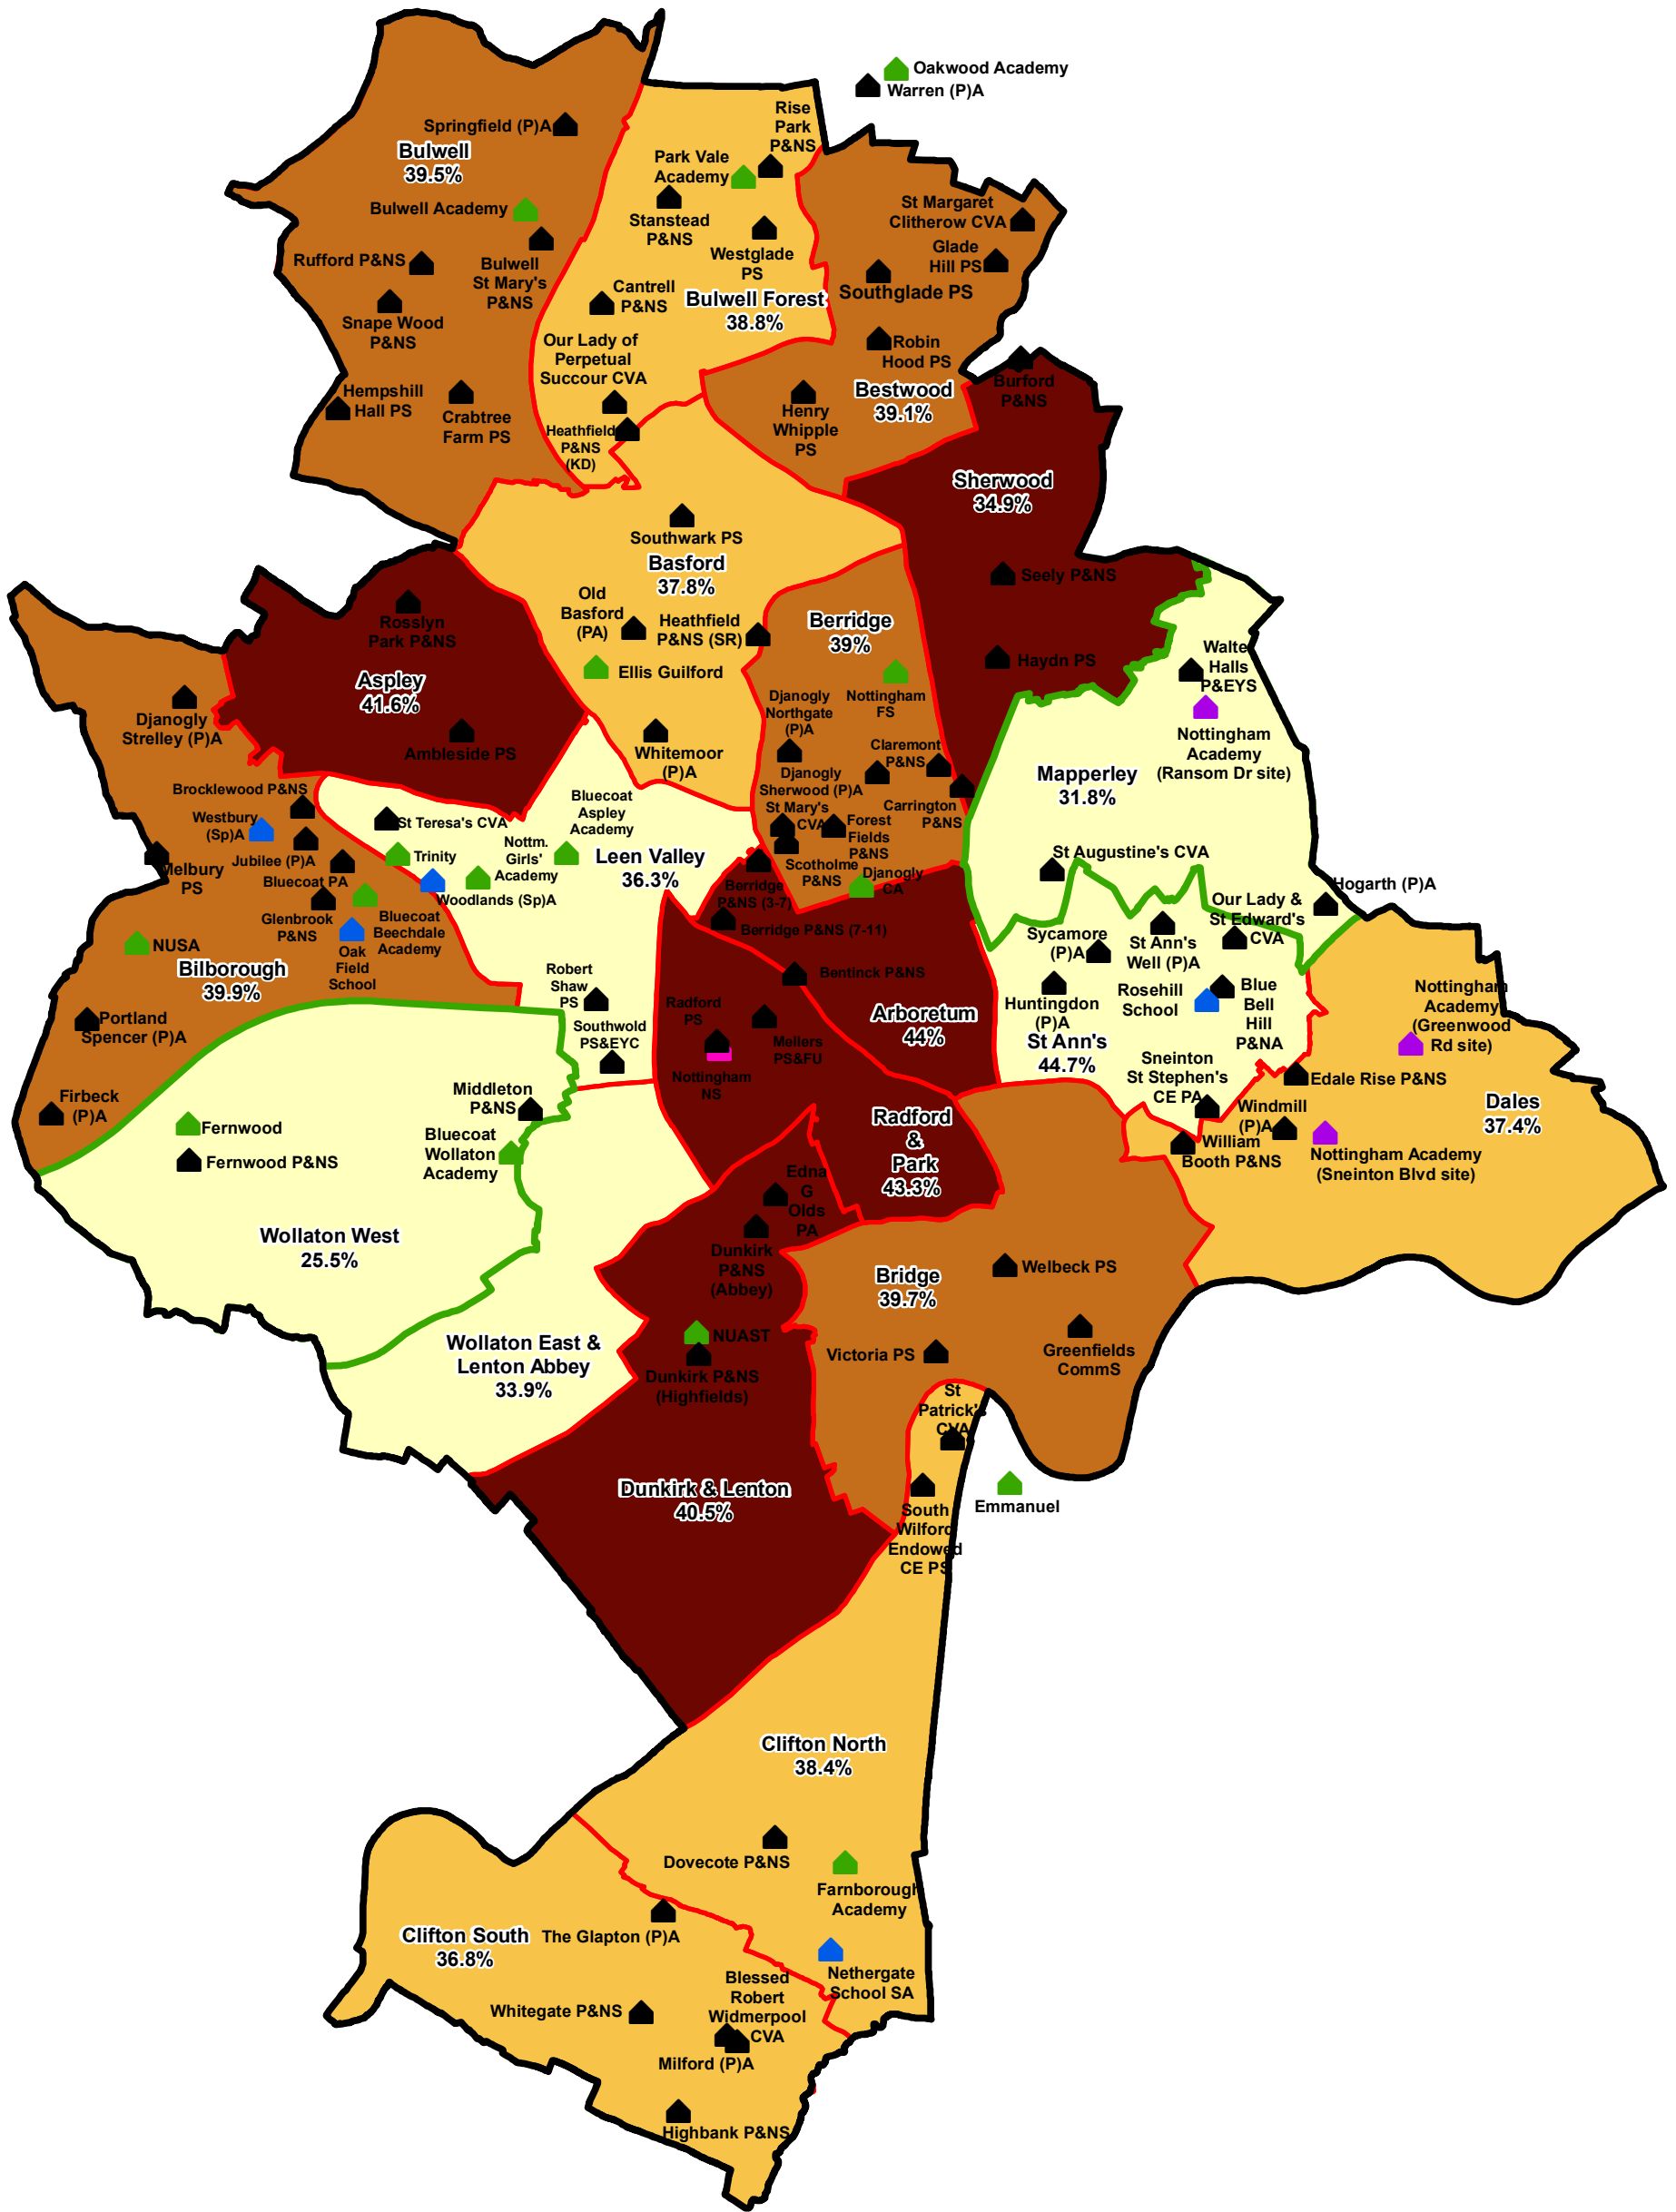 Oakwood Academy
Warren (P)A
Rise
Park
P&NS
Springfield (P)A
Bulwell
39.5%
Park Vale
Academy
Bulwell Academy
Stanstead
P&NS
St Margaret
Clitherow CVA
Rufford P&NS
Bulwell
St Mary's
P&NS
Westglade
PS
Glade
Hill PS
Southglade PS
Cantrell
P&NS
Bulwell Forest
38.8%
Snape Wood
P&NS
Our Lady of
Perpetual
Succour CVA
Robin
Hood PS
Hempshill
Hall PS
Crabtree
Farm PS
Heathfield
P&NS
(KD)
Henry
Whipple
PS
Bestwood
39.1%
Burford
P&NS
Sherwood
34.9%
Southwark PS
Basford
37.8%
Seely P&NS
Old
Basford
(PA)
Heathfield
P&NS (SR)
Berridge
39%
Rosslyn
Park P&NS
Haydn PS
Walte
Halls
P&EYS
Ellis Guilford
Aspley
41.6%
Nottingham
FS
Djanogly
Northgate
(P)A
Djanogly
Strelley (P)A
Ambleside PS
Whitemoor
(P)A
Claremont
P&NS
Nottingham
Academy
(Ransom Dr site)
Mapperley
31.8%
Djanogly
Sherwood (P)A
Brocklewood P&NS
Bluecoat
Aspley
Academy
St Mary's
CVA
Carrington
P&NS
Westbury
(Sp)A
St Teresa's CVA
Forest
Fields
P&NS
Nottm.
Girls'
Academy
Leen Valley
36.3%
Trinity
Jubilee (P)A
Melbury
PS
Scotholme
P&NS
St Augustine's CVA
Djanogly
CA
Bluecoat PA
Woodlands (Sp)A
Berridge
P&NS (3-7)
Hogarth (P)A
Glenbrook
P&NS
Bluecoat
Beechdale
Academy
Berridge P&NS (7-11)
Our Lady &
St Edward's
CVA
Sycamore
(P)A
St Ann's
Well (P)A
NUSA
Oak
Field
School
Bilborough
39.9%
Robert
Shaw
PS
Bentinck P&NS
Rosehill
School
Blue
Bell
Hill
P&NA
Huntingdon
(P)A
Nottingham
Academy
(Greenwood
Rd site)
Radford
PS
Portland
Spencer (P)A
Southwold
PS&EYC
Mellers
PS&FU
Arboretum
44%
St Ann's
44.7%
Nottingham
NS
Sneinton
St Stephen's
CE PA
Edale Rise P&NS
Firbeck
(P)A
Middleton
P&NS
Windmill
(P)A
Dales
37.4%
Fernwood
Radford
&
Park
43.3%
Bluecoat
Wollaton
Academy
William
Booth P&NS
Nottingham Academy
(Sneinton Blvd site)
Fernwood P&NS
Edna
G
Olds
PA
Wollaton West
25.5%
Dunkirk
P&NS
(Abbey)
Welbeck PS
Bridge
39.7%
NUAST
Wollaton East &
Lenton Abbey
33.9%
Victoria PS
Greenfields
CommS
Dunkirk P&NS
(Highfields)
St
Patrick's
CVA
Dunkirk & Lenton
40.5%
Emmanuel
South
Wilford
Endowed
CE PS
Clifton North
38.4%
Dovecote P&NS
Farnborough
Academy
Clifton South
36.8%
The Glapton (P)A
Nethergate
School SA
Blessed
Robert
Widmerpool
CVA
Whitegate P&NS
Milford (P)A
Highbank P&NS